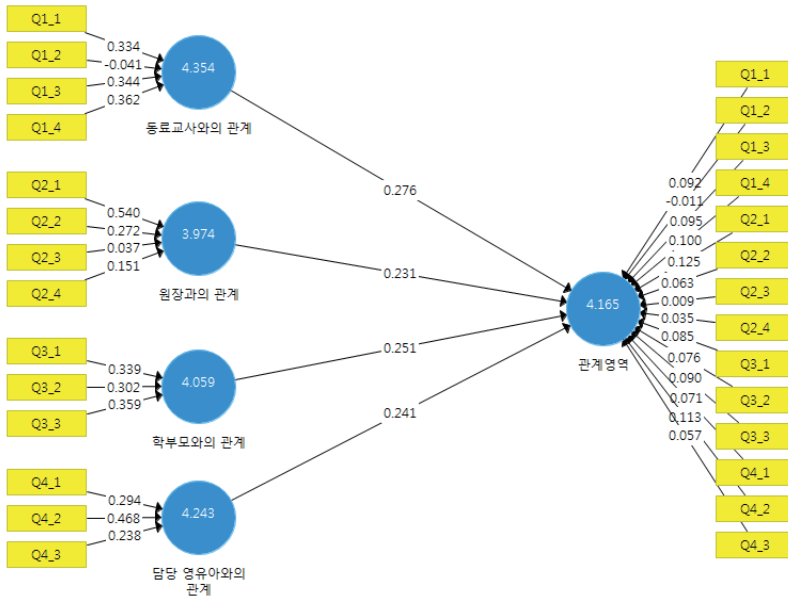 Q1_1
Q1_2
Q1_3
Q1_4
0.334
-0.041
0.344
0.362
4.354
동료교사와의 관계
Q2_1
Q2_2
Q2_3
Q2_4
0.540
0.272
0.037
0.151
3.974
원장과의 관계
Q3_1
Q3_2
Q3_3
0.339
0.302
0.359
4.059
학부모와의 관계
Q4_1
Q4_2
Q4_3
0.294
0.468
0.238
4.243
담당 영유아와의
관계
0.276
0.231
0.251
0.241
4.165
관계영역
0.092
-0.011
0.095
0.100
0.125
0.063
0.009
0.035
0.085
0.076
0.090
0.071
0.113
0.057
Q1_1
Q1_2
Q1_3
Q1_4
Q2_1
Q2_2
Q2_3
Q2_4
Q3_1
Q3_2
Q3_3
Q4_1
Q4_2
Q4_3